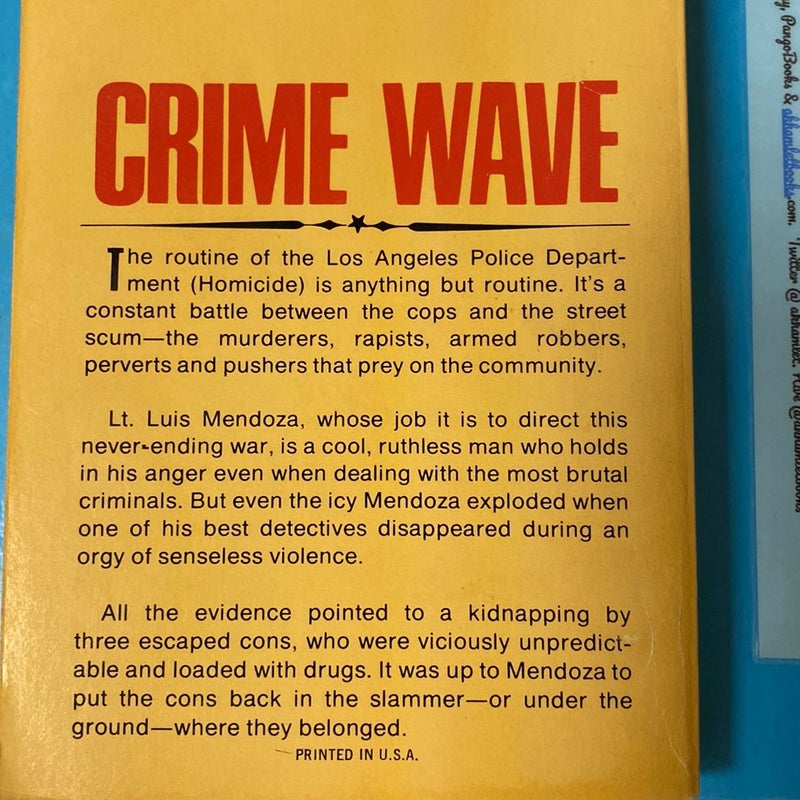 CRIME WAVE
The routine of the Los Angeles Police Depart-
ment (Homicide) is anything but routine. It's a
constant battle between the cops and the street
scum—the murderers, rapists, armed robbers,
perverts and pushers that prey on the community.
Lt. Luis Mendoza, whose job it is to direct this
never-ending war, is a cool, ruthless man who holds
in his anger even when dealing with the most brutal
criminals. But even the icy Mendoza exploded when
one of his best detectives disappeared during an
orgy of senseless violence.
All the evidence pointed to a kidnapping by
three escaped cons, who were viciously unpredict-
able and loaded with drugs. It was up to Mendoza to
put the cons back in the slammer—or under the
ground—where they belonged.
PRINTED IN U.S.A.
PangoBooks & akhamletbooks.com. Twitter @ akhamlet.